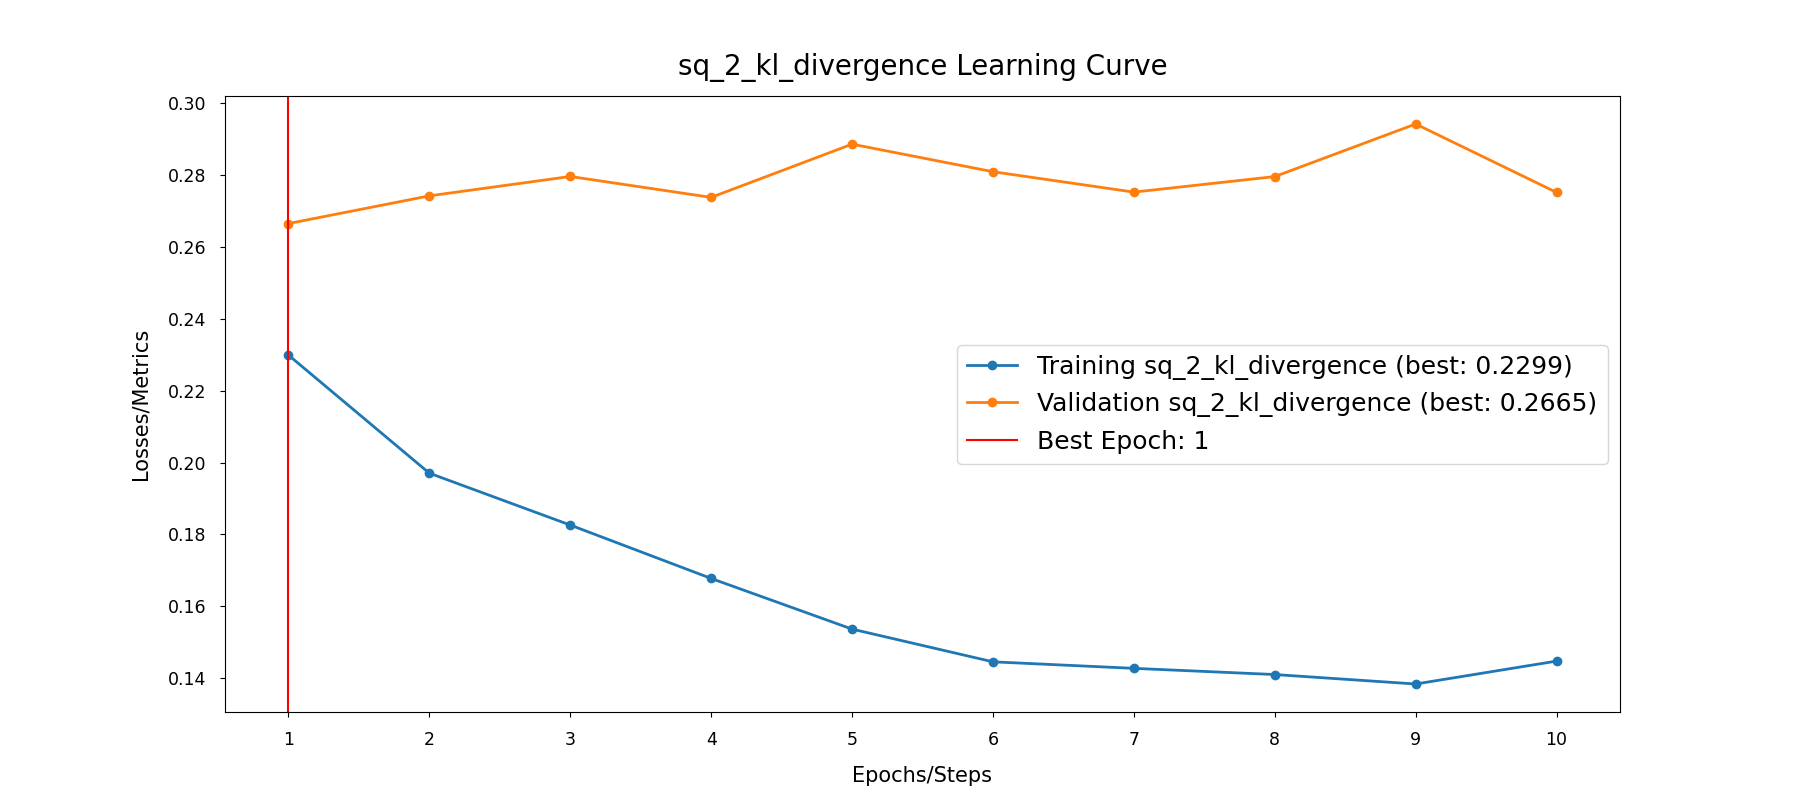 sq_2_kl_divergence Learning Curve
Losses/Metrics
0.30
0.28
0.26
0.24
0.22
0.20
0.18
0.16
0.14
Training sq_2_kl_divergence (best: 0.2299)
Validation sq_2_kl_divergence (best: 0.2665)
Best Epoch: 1
1 2 3 4 5 6 7 8 9 10
Epochs/Steps